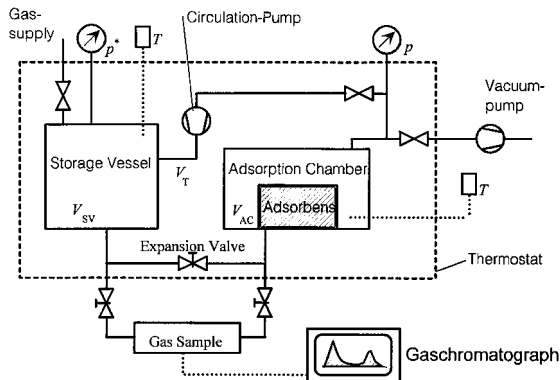 Gas-
supply
p*
T
Circulation-Pump
p
Vacuum-
pump
Storage Vessel
V_T
Adsorption Chamber
T
V_SV
V_AC
Adsorbens
Expansion Valve
Thermostat
Gas Sample
Gaschromatograph